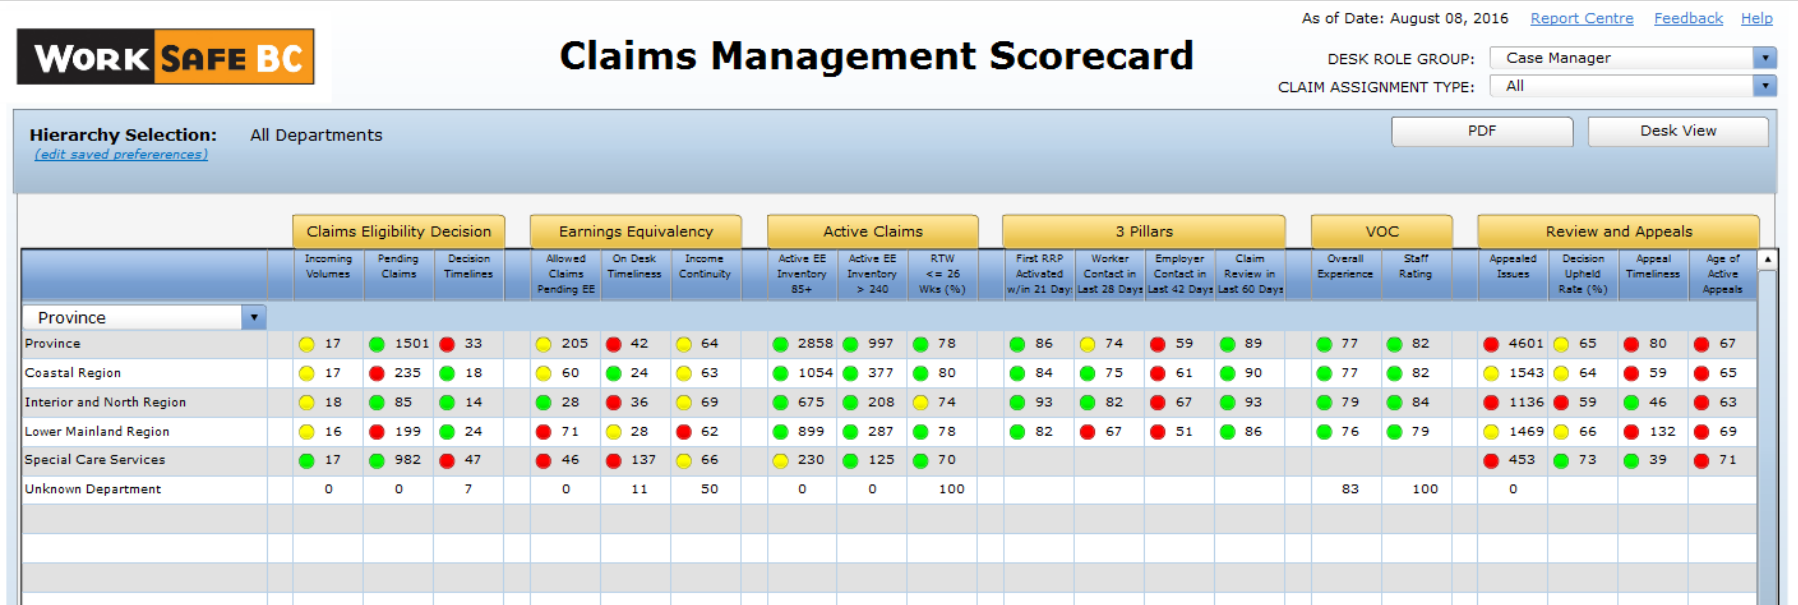 As of Date: August 08, 2016 Report Centre Feedback Help
WORK SAFE BC
Claims Management Scorecard
DESK ROLE GROUP: Case Manager
CLAIM ASSIGNMENT TYPE: All
Hierarchy Selection: All Departments
(edit saved prefererences)
PDF Desk View
Claims Eligibility Decision Earnings Equivalency Active Claims 3 Pillars VOC Review and Appeals
Incoming Pending Decision Allowed On Desk Income Active EE Active EE RTW First RRP Worker Employer Claim Overall Staff Appealed Decision Appeal Age of
Volumes Claims Timelines Claims Timeliness Continuity Inventory Inventory <= 26 Activated Contact in Contact in Review in Experience Rating Issues Upheld Timeliness Active
Pending EE 85+ > 240 Wks (%) w/in 21 Day: Last 28 Days Last 42 Days Last 60 Days Rate (%) Appeals
Province
Province 17 1501 33 205 42 64 2858 997 78 86 74 59 89 77 82 4601 65 80 67
Coastal Region 17 235 18 60 24 63 1054 377 80 84 75 61 90 77 82 1543 64 59 65
Interior and North Region 18 85 14 28 36 69 675 208 74 93 82 67 93 79 84 1136 59 46 63
Lower Mainland Region 16 199 24 71 28 62 899 287 78 82 67 51 86 76 79 1469 66 132 69
Special Care Services 17 982 47 46 137 66 230 125 70 453 73 39 71
Unknown Department 0 0 7 0 11 50 0 0 100 83 100 0